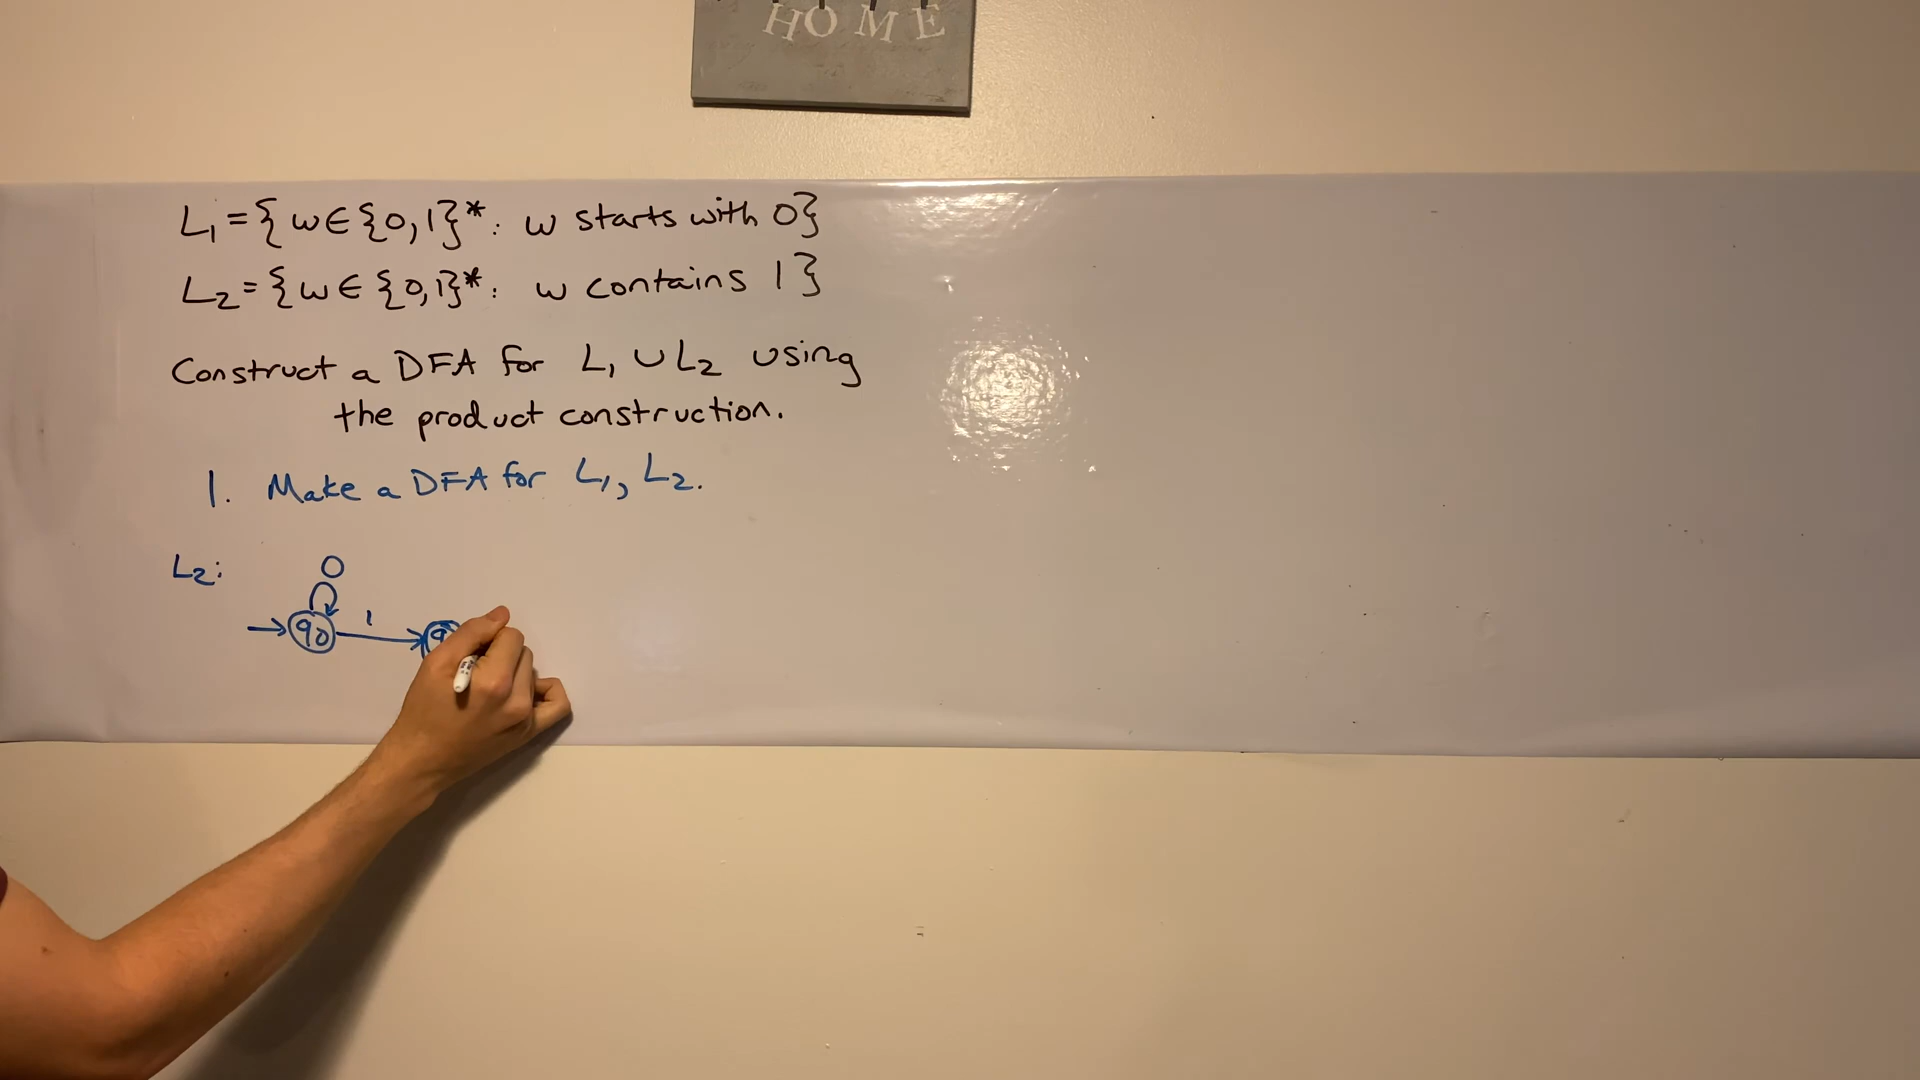 HOME
L₁ = { w ∈ {0,1}* : w starts with 0}
L₂ = { w ∈ {0,1}* : w contains 1 }
Construct a DFA for L₁ ∪ L₂ using
the product construction.
1. Make a DFA for L₁, L₂.
L₂:
0
1
q₀